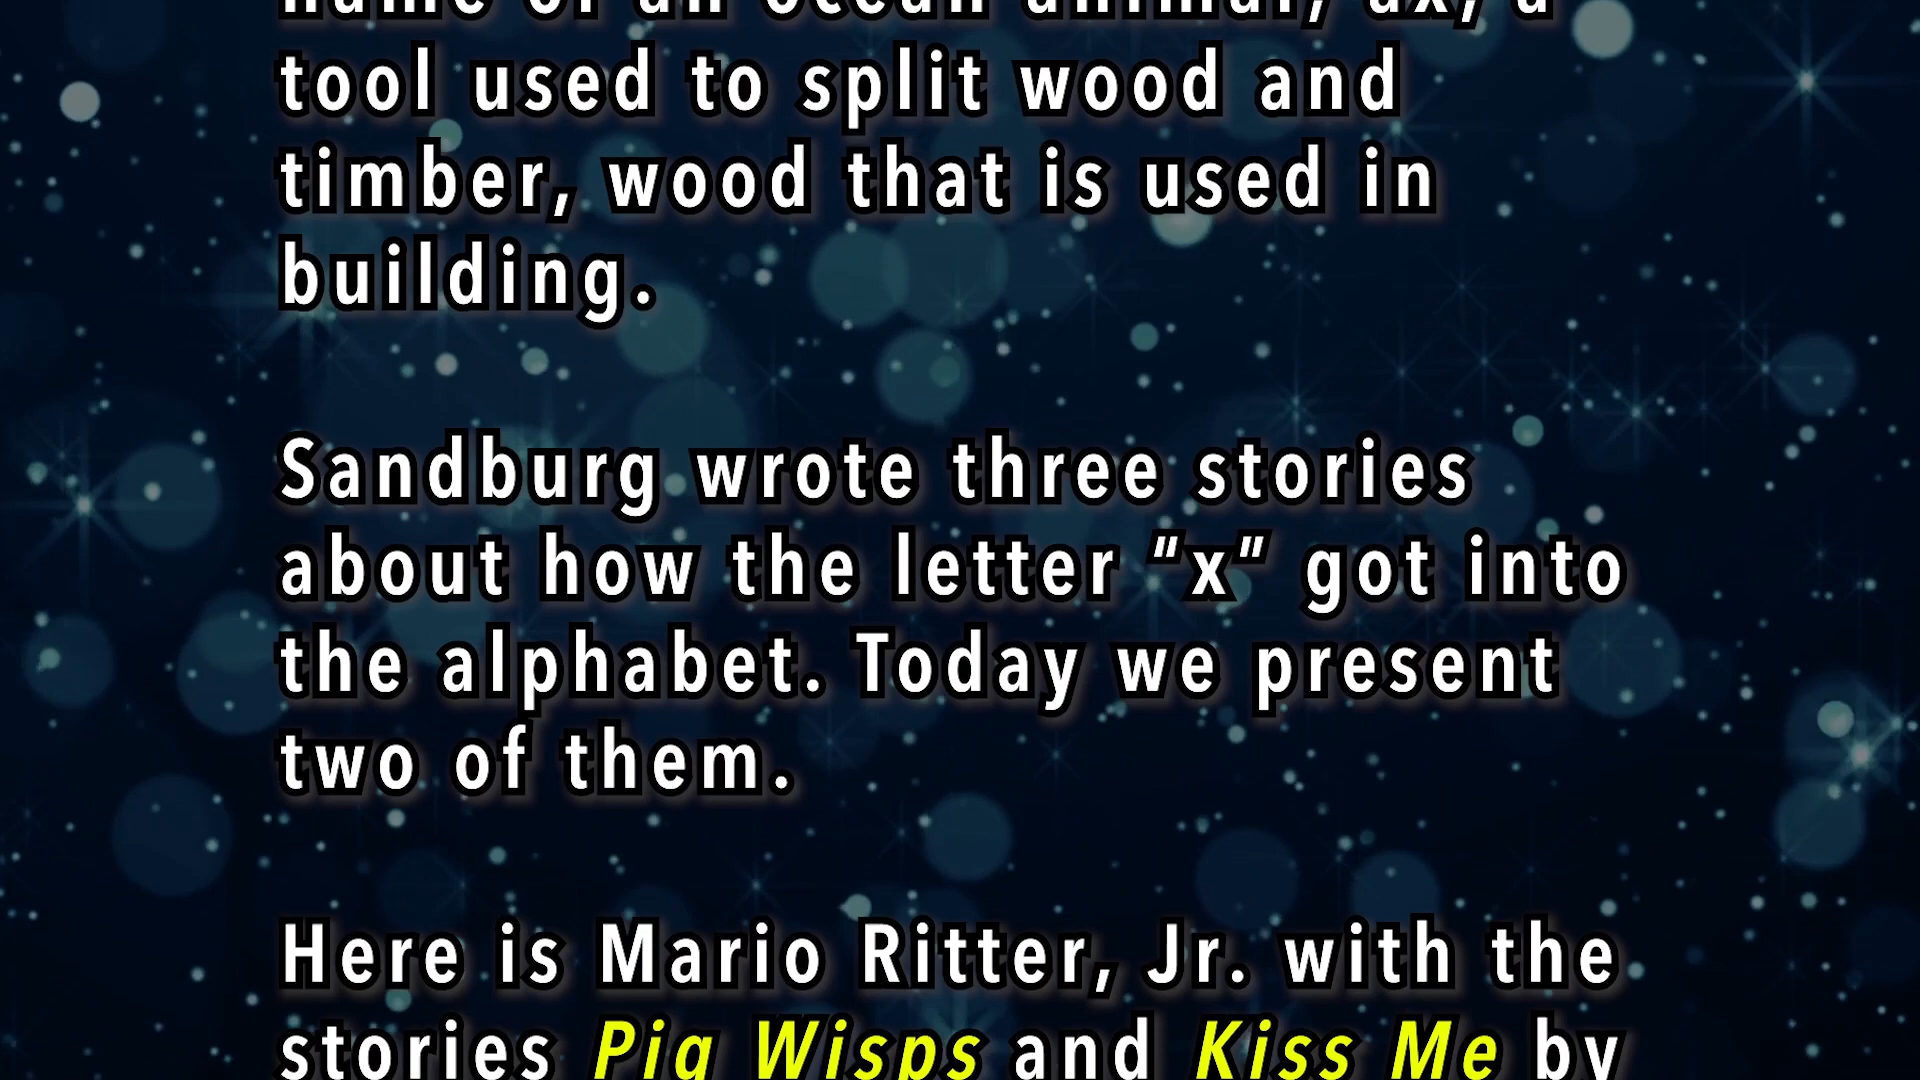 name of an ocean animal, ax, a
tool used to split wood and
timber, wood that is used in
building.
Sandburg wrote three stories
about how the letter “x” got into
the alphabet. Today we present
two of them.
Here is Mario Ritter, Jr. with the
stories Pig Wisps and Kiss Me by